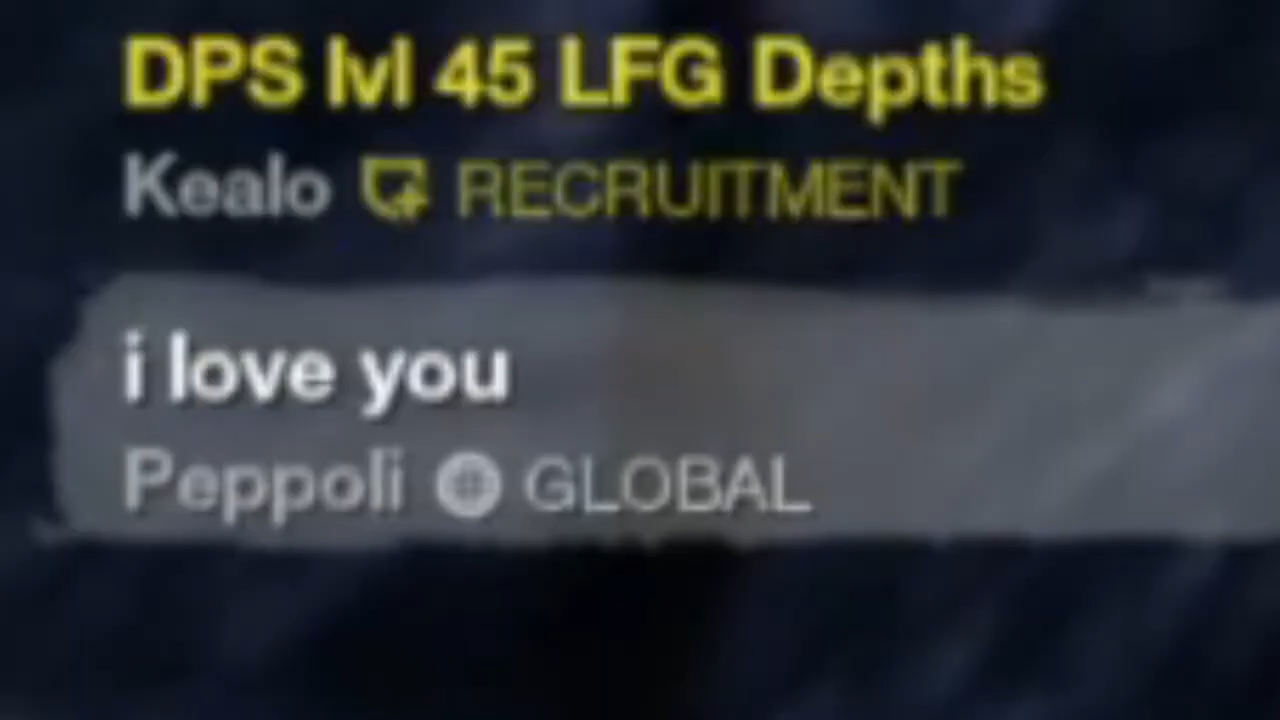 DPS lvl 45 LFG Depths
Kealo RECRUITMENT
i love you
Peppoli GLOBAL